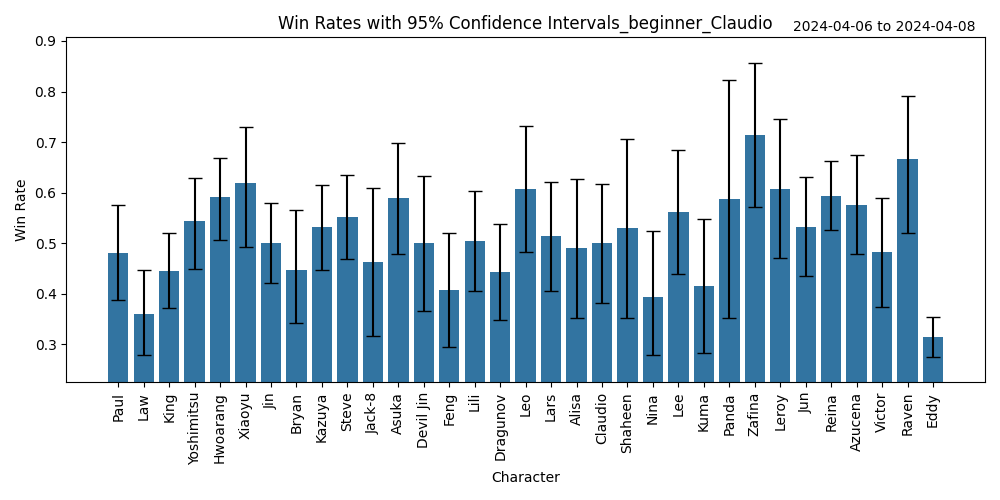 Win Rates with 95% Confidence Intervals_beginner_Claudio
2024-04-06 to 2024-04-08
Win Rate
0.9
0.8
0.7
0.6
0.5
0.4
0.3
Paul
Law
King
Yoshimitsu
Hwoarang
Xiaoyu
Jin
Bryan
Kazuya
Steve
Jack-8
Asuka
Devil Jin
Feng
Lili
Dragunov
Leo
Lars
Alisa
Claudio
Shaheen
Nina
Lee
Kuma
Panda
Zafina
Leroy
Jun
Reina
Azucena
Victor
Raven
Eddy
Character